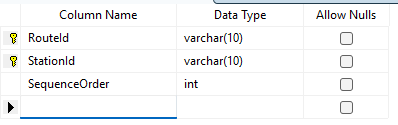 Column Name Data Type Allow Nulls
RouteId varchar(10)
StationId varchar(10)
SequenceOrder int